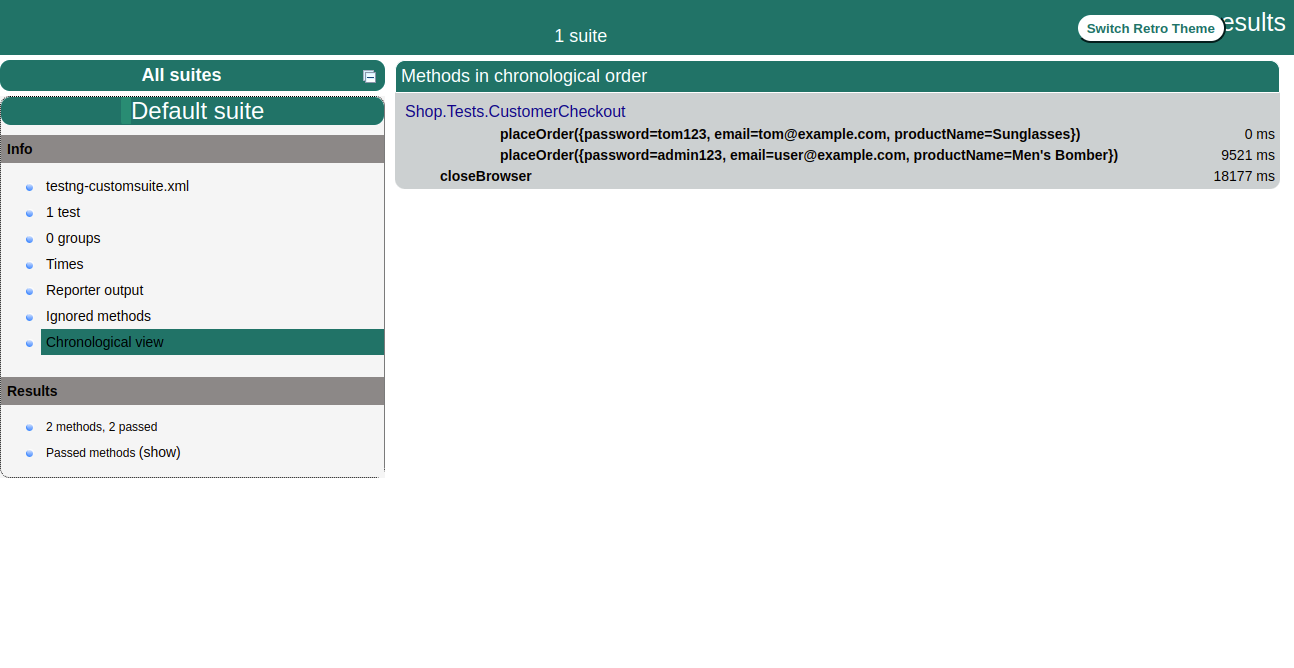 1 suite
Switch Retro Theme
esults
All suites
Default suite
Info
testng-customsuite.xml
1 test
0 groups
Times
Reporter output
Ignored methods
Chronological view
Results
2 methods, 2 passed
Passed methods (show)
Methods in chronological order
Shop.Tests.CustomerCheckout
placeOrder({password=tom123, email=tom@example.com, productName=Sunglasses}) 0 ms
placeOrder({password=admin123, email=user@example.com, productName=Men's Bomber}) 9521 ms
closeBrowser 18177 ms